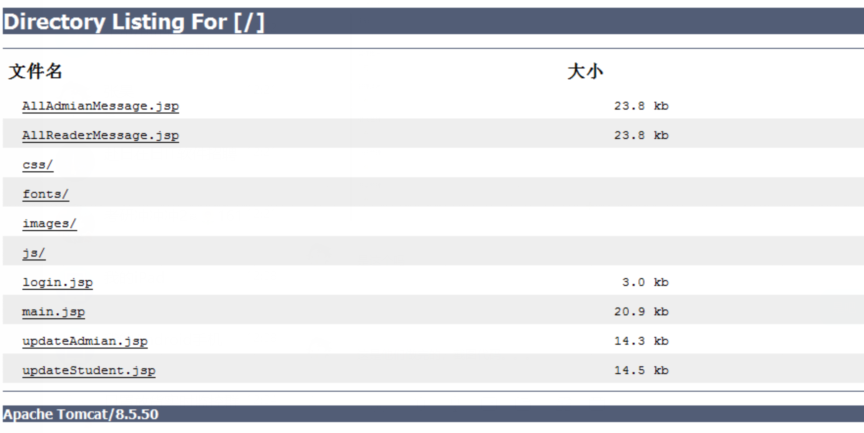 Directory Listing For [/]
文件名 大小
AllAdmianMessage.jsp 23.8 kb
AllReaderMessage.jsp 23.8 kb
css/
fonts/
images/
js/
login.jsp 3.0 kb
main.jsp 20.9 kb
updateAdmian.jsp 14.3 kb
updateStudent.jsp 14.5 kb
Apache Tomcat/8.5.50